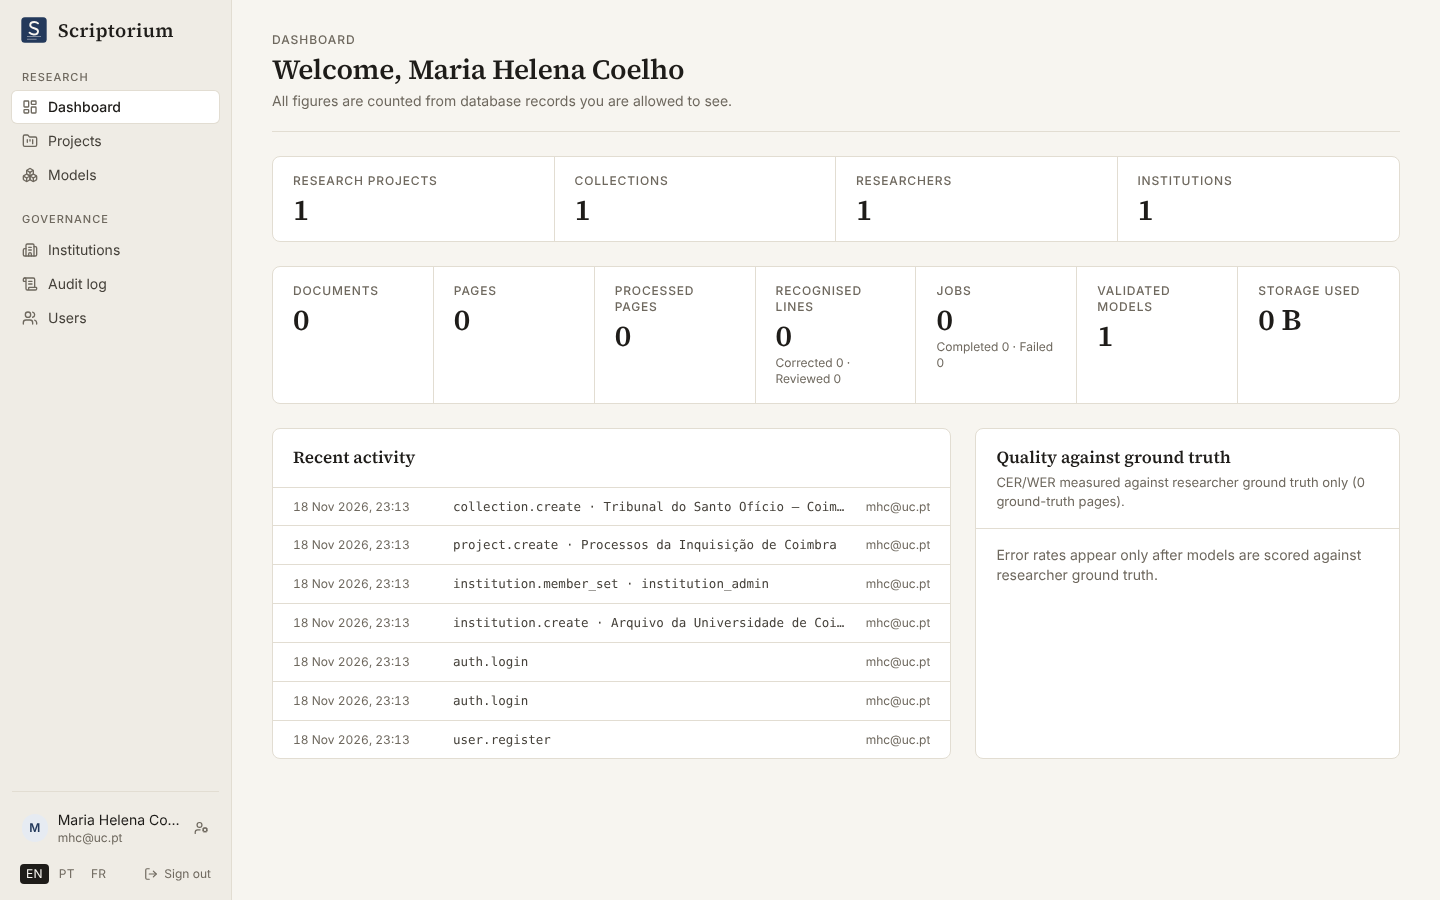 Scriptorium
RESEARCH
Dashboard
Projects
Models
GOVERNANCE
Institutions
Audit log
Users
M
Maria Helena Co...
mhc@uc.pt
EN PT FR Sign out
DASHBOARD
Welcome, Maria Helena Coelho
All figures are counted from database records you are allowed to see.
RESEARCH PROJECTS
1
COLLECTIONS
1
RESEARCHERS
1
INSTITUTIONS
1
DOCUMENTS
0
PAGES
0
PROCESSED
PAGES
0
RECOGNISED
LINES
0
Corrected 0 ·
Reviewed 0
JOBS
0
Completed 0 · Failed
0
VALIDATED
MODELS
1
STORAGE USED
0 B
Recent activity
18 Nov 2026, 23:13 collection.create · Tribunal do Santo Ofício — Coim… mhc@uc.pt
18 Nov 2026, 23:13 project.create · Processos da Inquisição de Coimbra mhc@uc.pt
18 Nov 2026, 23:13 institution.member_set · institution_admin mhc@uc.pt
18 Nov 2026, 23:13 institution.create · Arquivo da Universidade de Coi… mhc@uc.pt
18 Nov 2026, 23:13 auth.login mhc@uc.pt
18 Nov 2026, 23:13 auth.login mhc@uc.pt
18 Nov 2026, 23:13 user.register mhc@uc.pt
Quality against ground truth
CER/WER measured against researcher ground truth only (0
ground-truth pages).
Error rates appear only after models are scored against
researcher ground truth.